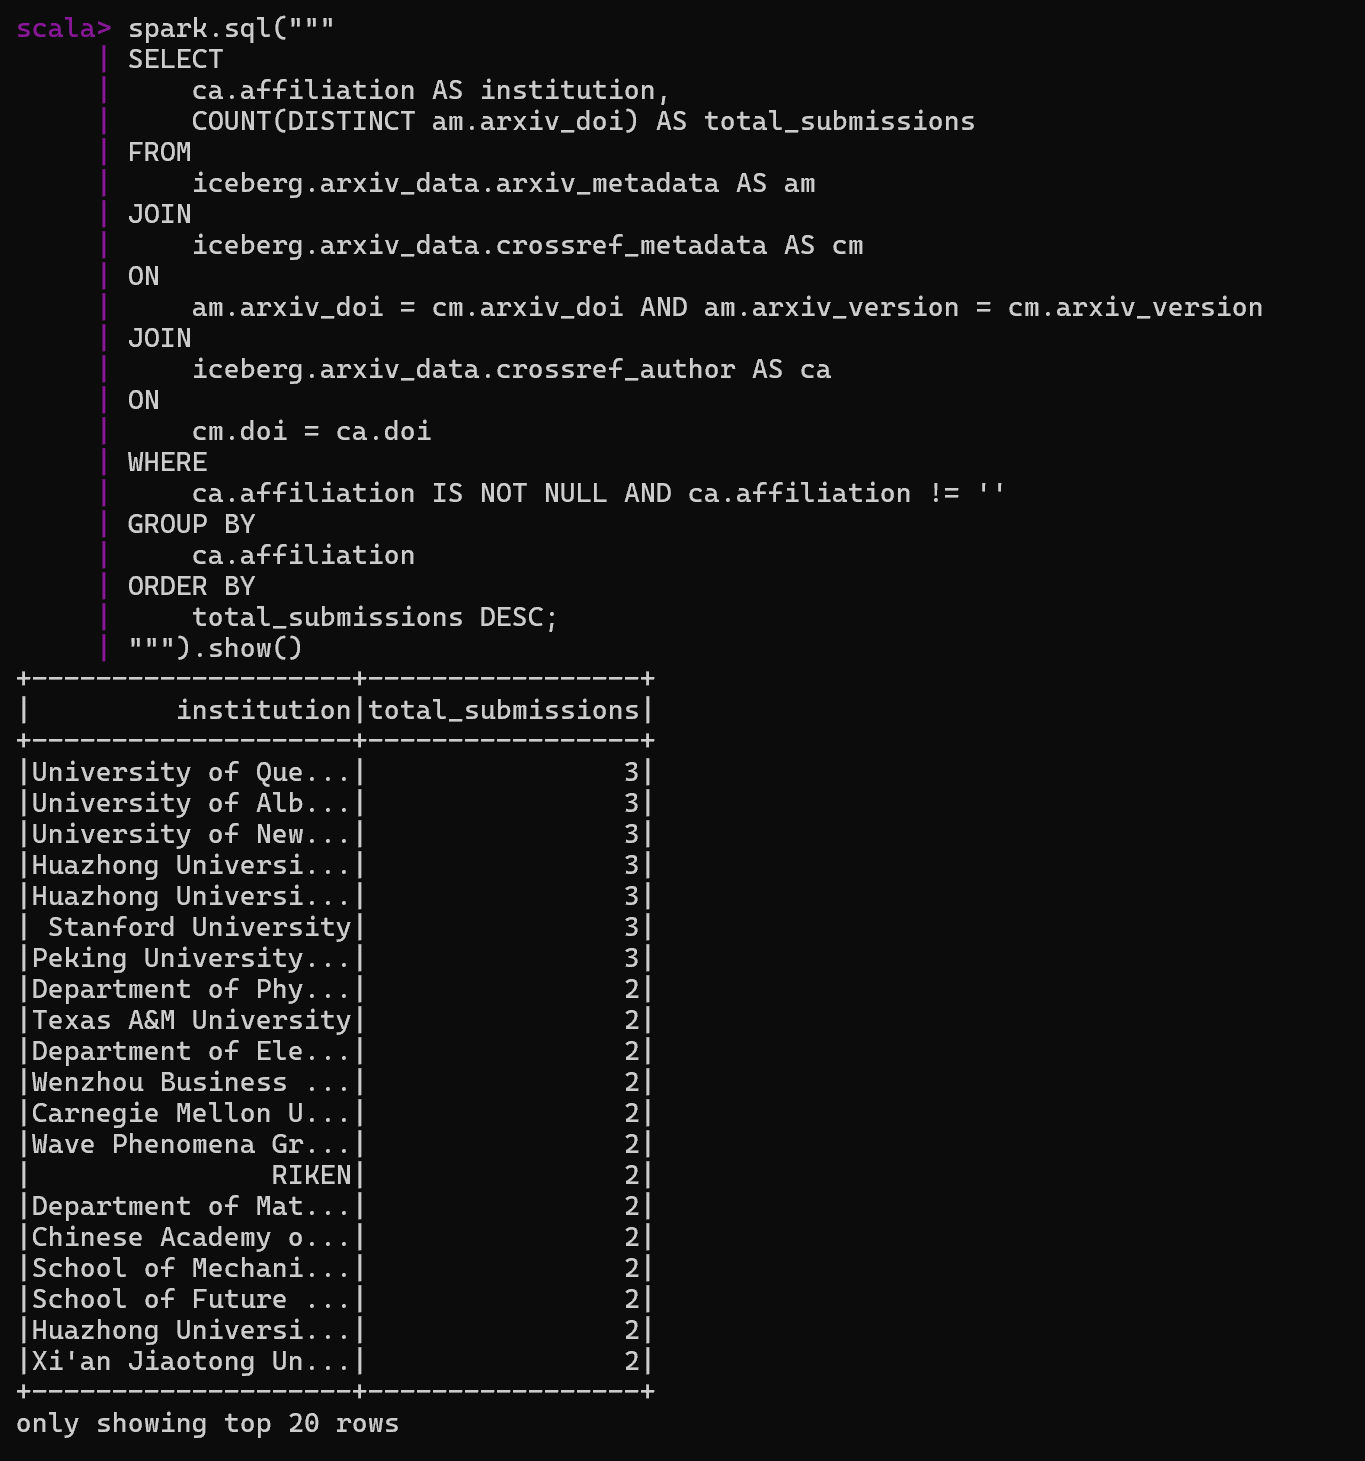 scala> spark.sql("""
     | SELECT
     |     ca.affiliation AS institution,
     |     COUNT(DISTINCT am.arxiv_doi) AS total_submissions
     | FROM
     |     iceberg.arxiv_data.arxiv_metadata AS am
     | JOIN
     |     iceberg.arxiv_data.crossref_metadata AS cm
     | ON
     |     am.arxiv_doi = cm.arxiv_doi AND am.arxiv_version = cm.arxiv_version
     | JOIN
     |     iceberg.arxiv_data.crossref_author AS ca
     | ON
     |     cm.doi = ca.doi
     | WHERE
     |     ca.affiliation IS NOT NULL AND ca.affiliation != ''
     | GROUP BY
     |     ca.affiliation
     | ORDER BY
     |     total_submissions DESC;
     | """).show()
+--------------------+-----------------+
|         institution|total_submissions|
+--------------------+-----------------+
|University of Que...|                3|
|University of Alb...|                3|
|University of New...|                3|
|Huazhong Universi...|                3|
|Huazhong Universi...|                3|
| Stanford University|                3|
|Peking University...|                3|
|Department of Phy...|                2|
|Texas A&M University|                2|
|Department of Ele...|                2|
|Wenzhou Business ...|                2|
|Carnegie Mellon U...|                2|
|Wave Phenomena Gr...|                2|
|               RIKEN|                2|
|Department of Mat...|                2|
|Chinese Academy o...|                2|
|School of Mechani...|                2|
|School of Future ...|                2|
|Huazhong Universi...|                2|
|Xi'an Jiaotong Un...|                2|
+--------------------+-----------------+
only showing top 20 rows